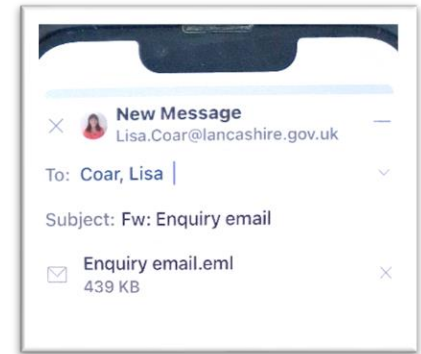 New Message
Lisa.Coar@lancashire.gov.uk
To: Coar, Lisa
Subject: Fw: Enquiry email
Enquiry email.eml
439 KB